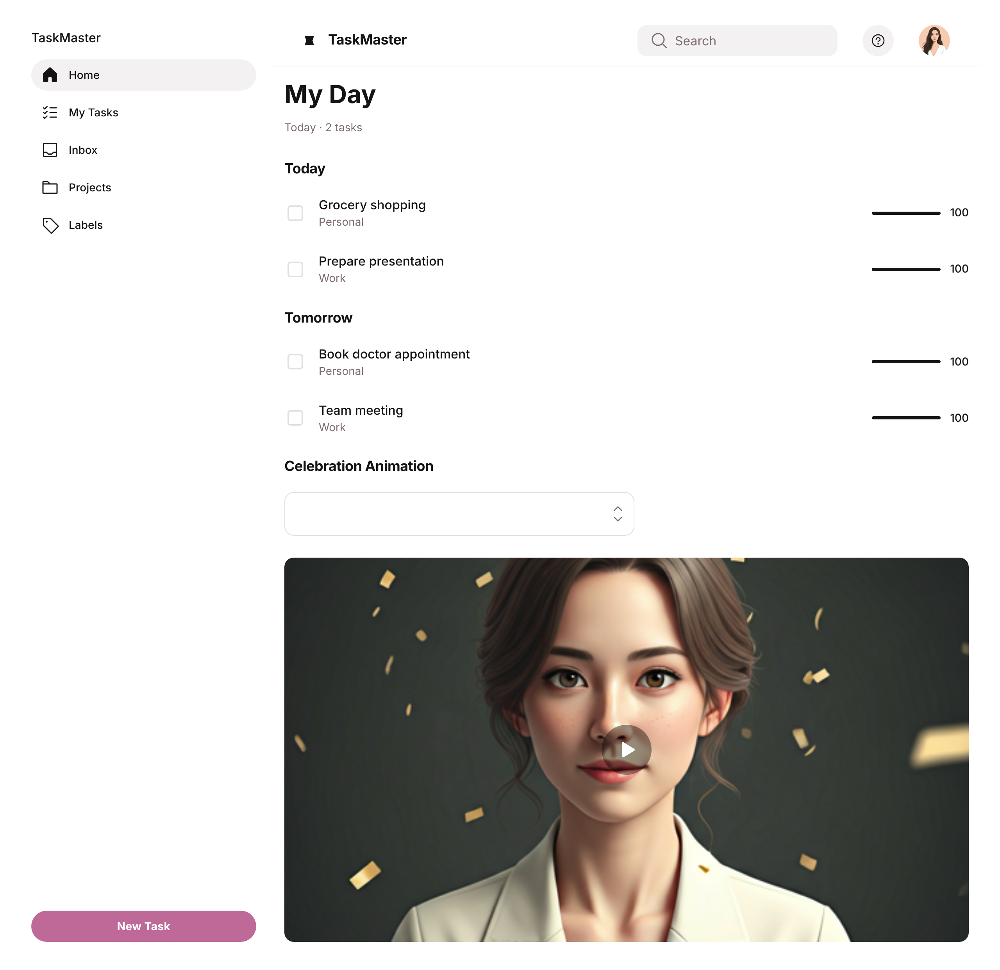 TaskMaster
Home
My Tasks
Inbox
Projects
Labels
New Task
TaskMaster
Search
My Day
Today · 2 tasks
Today
Grocery shopping
Personal
100
Prepare presentation
Work
100
Tomorrow
Book doctor appointment
Personal
100
Team meeting
Work
100
Celebration Animation